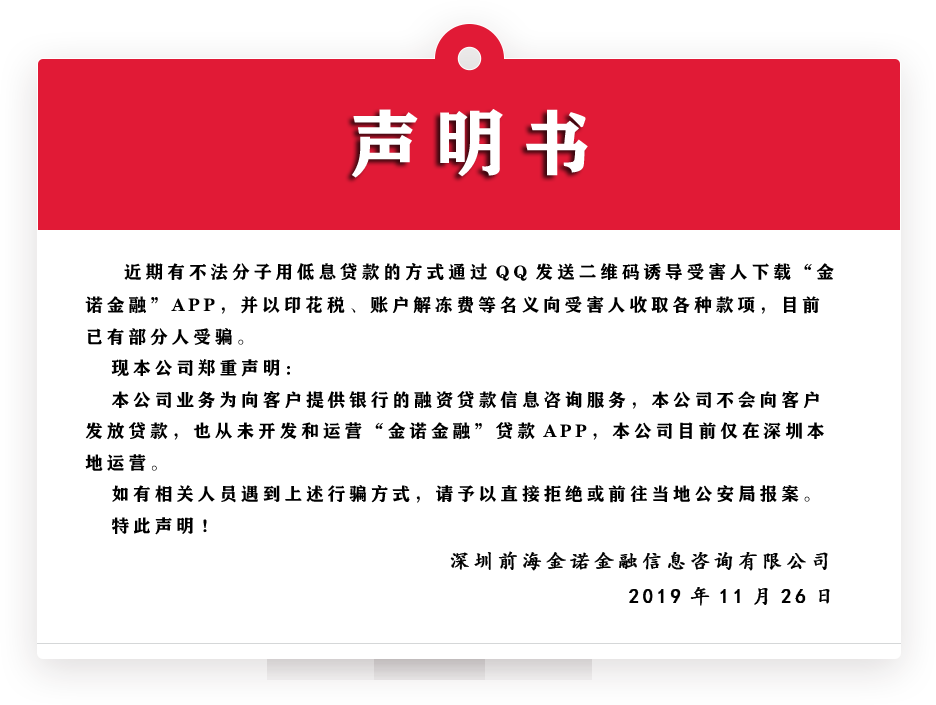 声明书
近期有不法分子用低息贷款的方式通过QQ发送二维码诱导受害人下载“金
诺金融”APP，并以印花税、账户解冻费等名义向受害人收取各种款项，目前
已有部分人受骗。
现本公司郑重声明：
本公司业务为向客户提供银行的融资贷款信息咨询服务，本公司不会向客户
发放贷款，也从未开发和运营“金诺金融”贷款APP，本公司目前仅在深圳本
地运营。
如有相关人员遇到上述行骗方式，请予以直接拒绝或前往当地公安局报案。
特此声明！
深圳前海金诺金融信息咨询有限公司
2019年11月26日